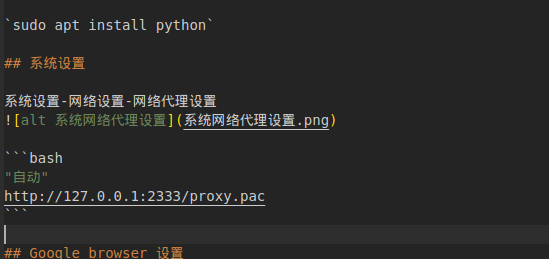 `sudo apt install python`
## 系统设置
系统设置-网络设置-网络代理设置
![alt 系统网络代理设置](系统网络代理设置.png)
```bash
"自动"
http://127.0.0.1:2333/proxy.pac
```
## Google browser 设置